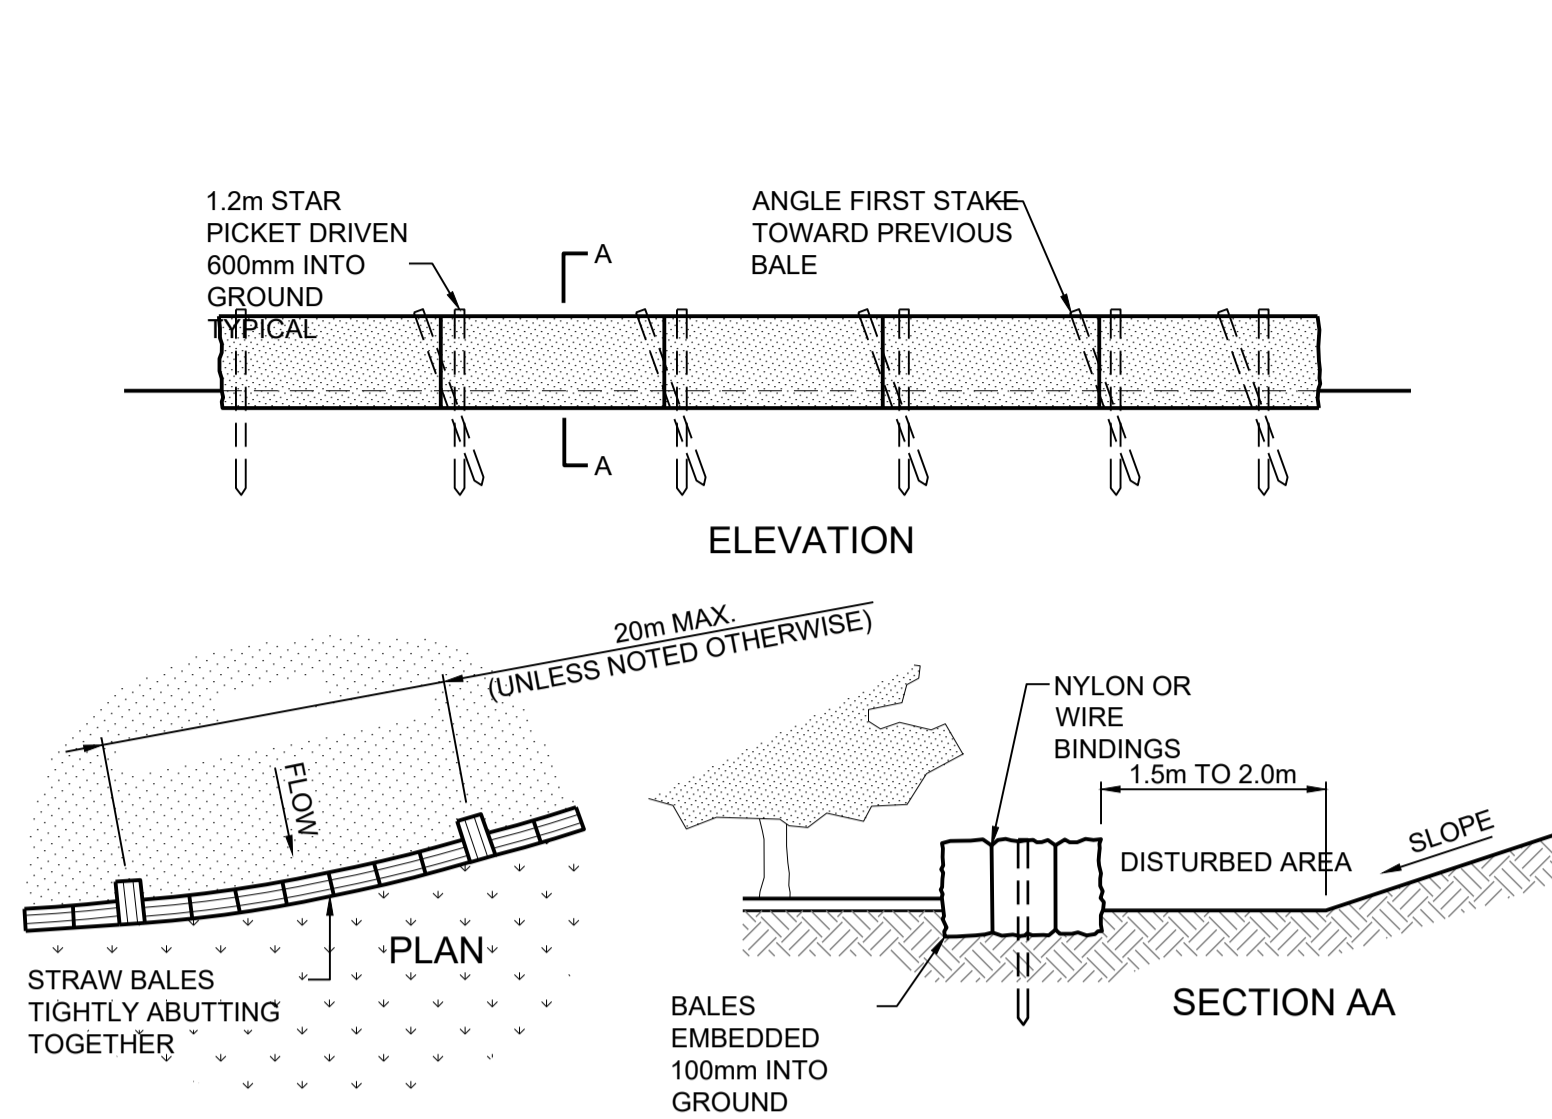 1.2m STAR
PICKET DRIVEN
600mm INTO
GROUND
TYPICAL
ANGLE FIRST STAKE
TOWARD PREVIOUS
BALE
A
A
ELEVATION
20m MAX.
(UNLESS NOTED OTHERWISE)
FLOW
PLAN
STRAW BALES
TIGHTLY ABUTTING
TOGETHER
NYLON OR
WIRE
BINDINGS
1.5m TO 2.0m
DISTURBED AREA
SLOPE
BALES
EMBEDDED
100mm INTO
GROUND
SECTION AA